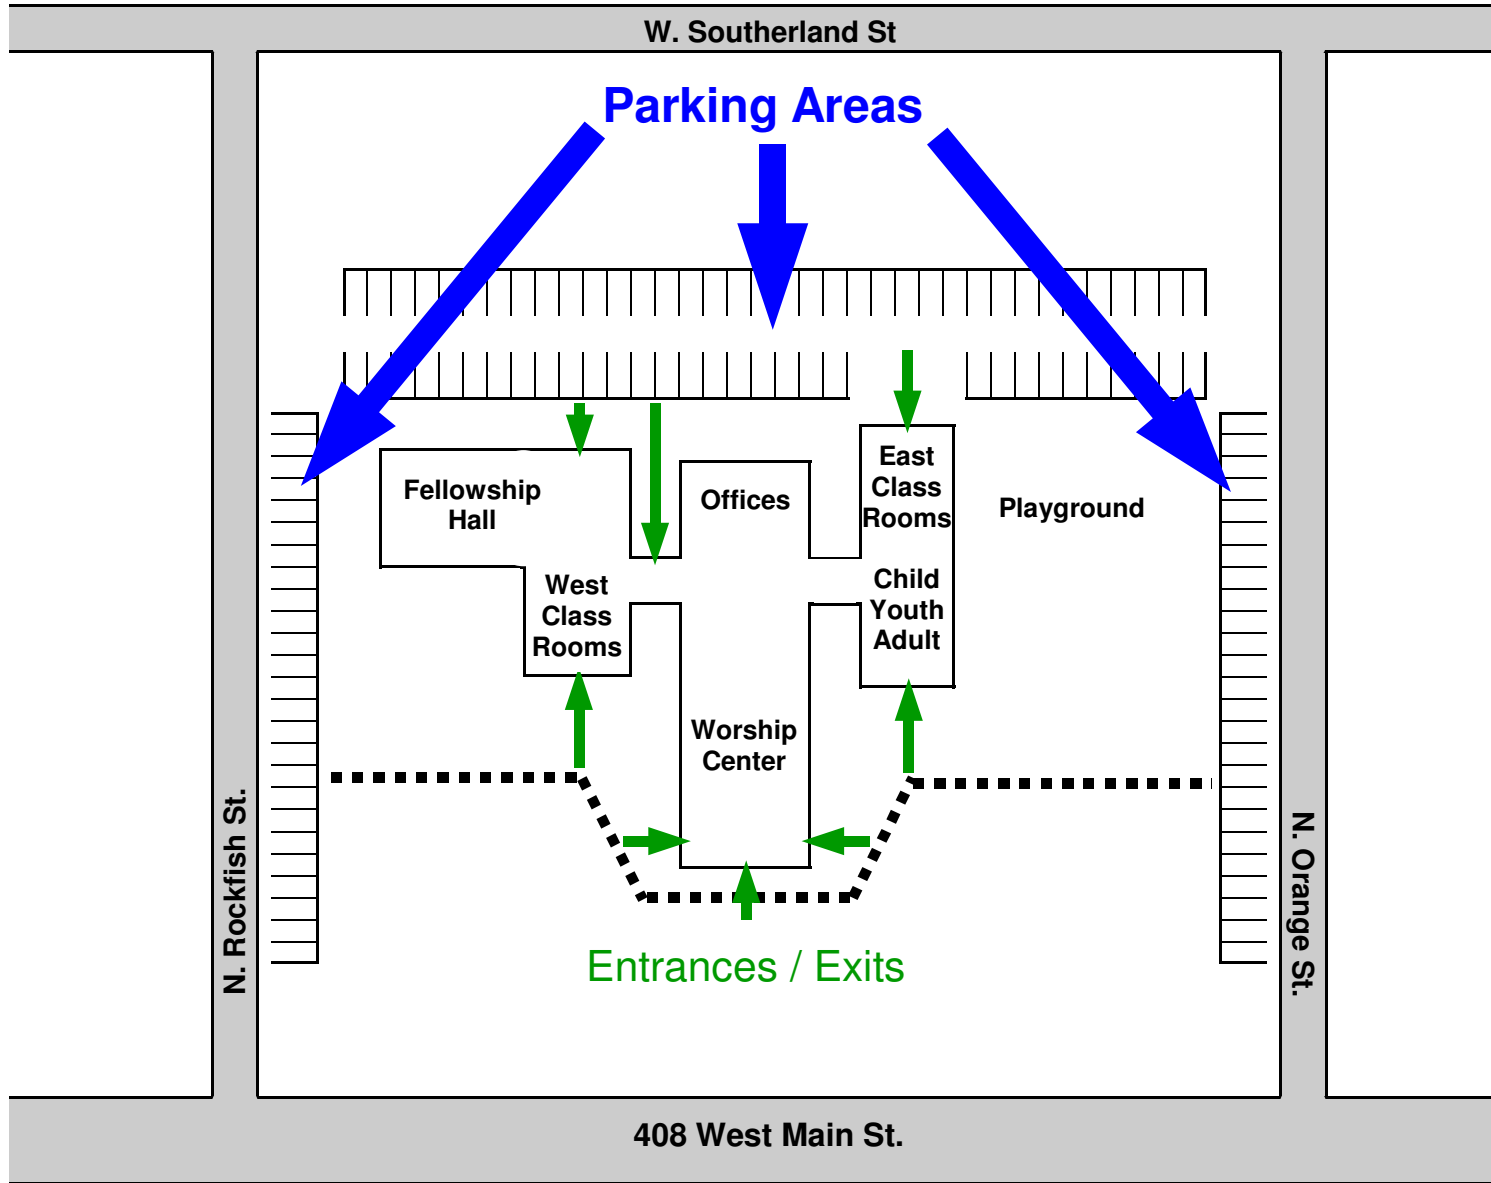 W. Southerland St
Parking Areas
Fellowship
Hall
Offices
East
Class
Rooms
Playground
West
Class
Rooms
Child
Youth
Adult
Worship
Center
N. Rockfish St.
N. Orange St.
Entrances / Exits
408 West Main St.